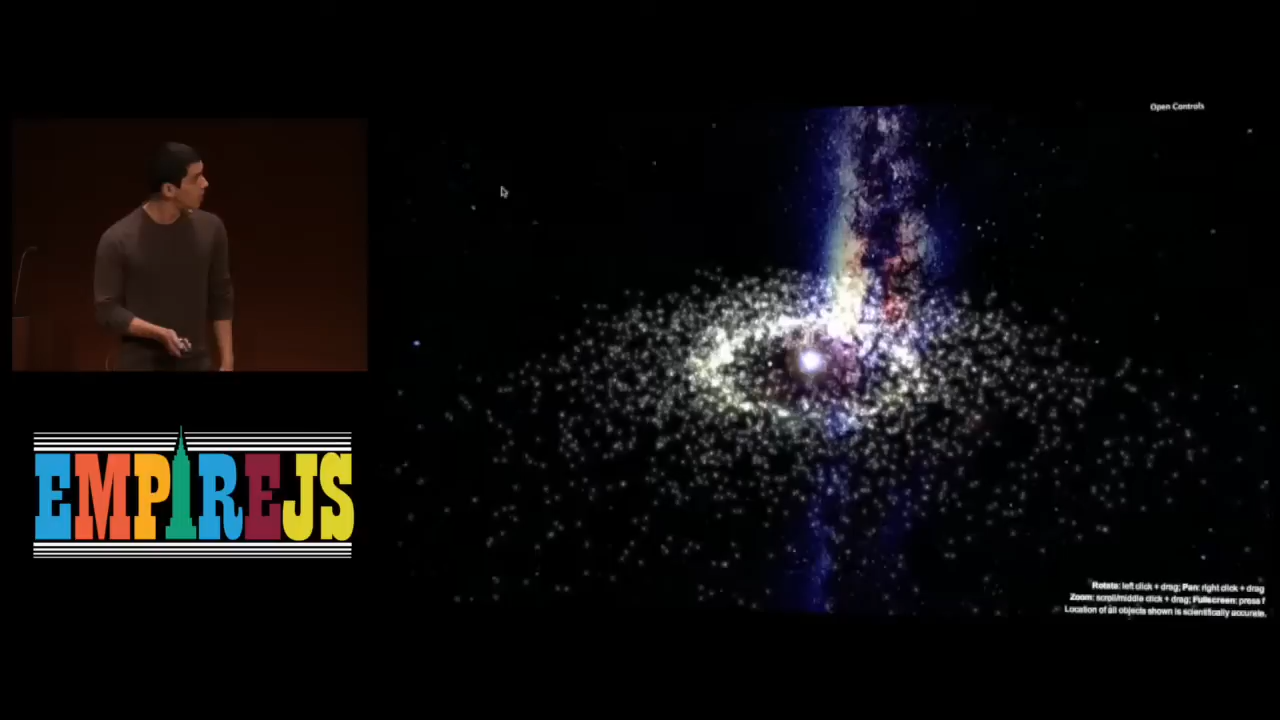 Open Controls
EMPIREJS
Rotate: left click + drag; Pan: right click + drag
Zoom: scroll/middle click + drag; Fullscreen: press f
Location of all objects shown is scientifically accurate.